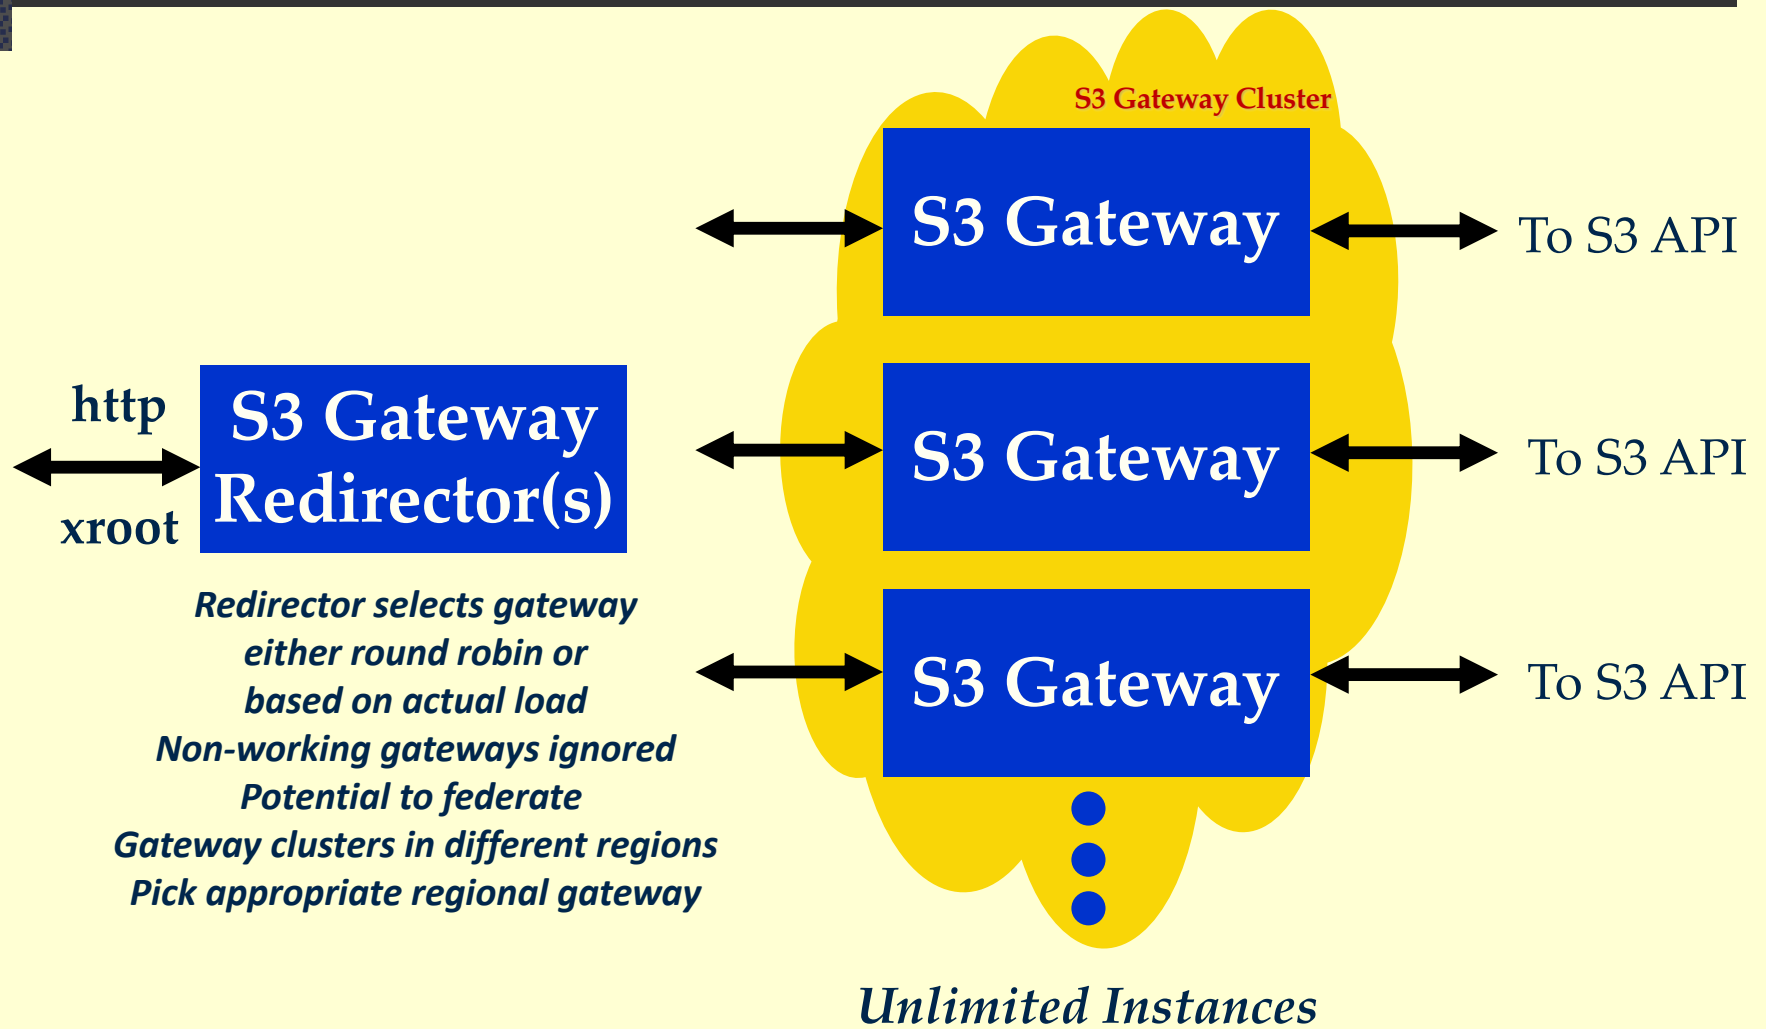 S3 Gateway Cluster
S3 Gateway
To S3 API
http
xroot
S3 Gateway
Redirector(s)
S3 Gateway
To S3 API
Redirector selects gateway
either round robin or
based on actual load
Non-working gateways ignored
Potential to federate
Gateway clusters in different regions
Pick appropriate regional gateway
S3 Gateway
To S3 API
Unlimited Instances